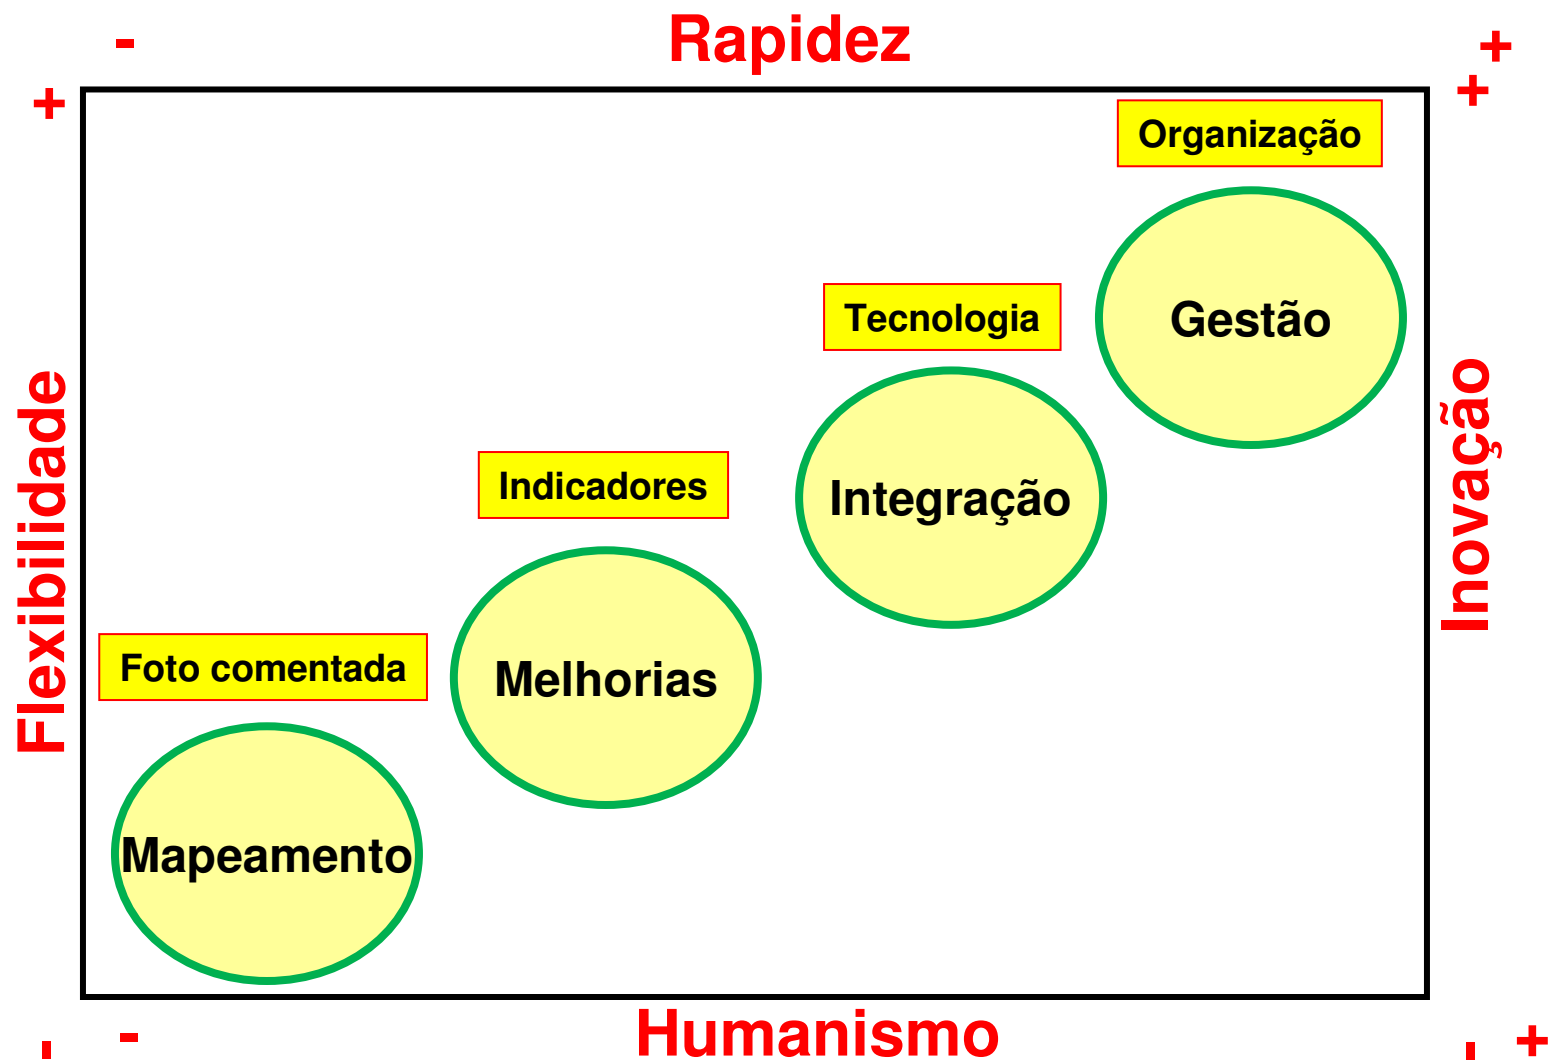 - Rapidez +
+ +
Organização
Gestão
Tecnologia
Integração
Indicadores
Melhorias
Foto comentada
Mapeamento
Flexibilidade
Inovação
- Humanismo +
- -